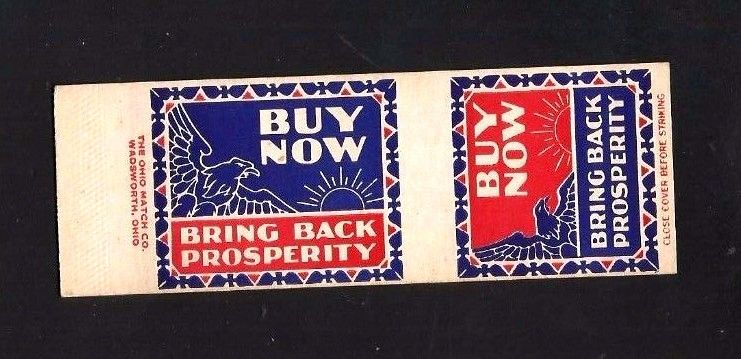 THE OHIO MATCH CO.
WADSWORTH, OHIO
BUY
NOW
BRING BACK
PROSPERITY
BUY
NOW
BRING BACK
PROSPERITY
CLOSE COVER BEFORE STRIKING